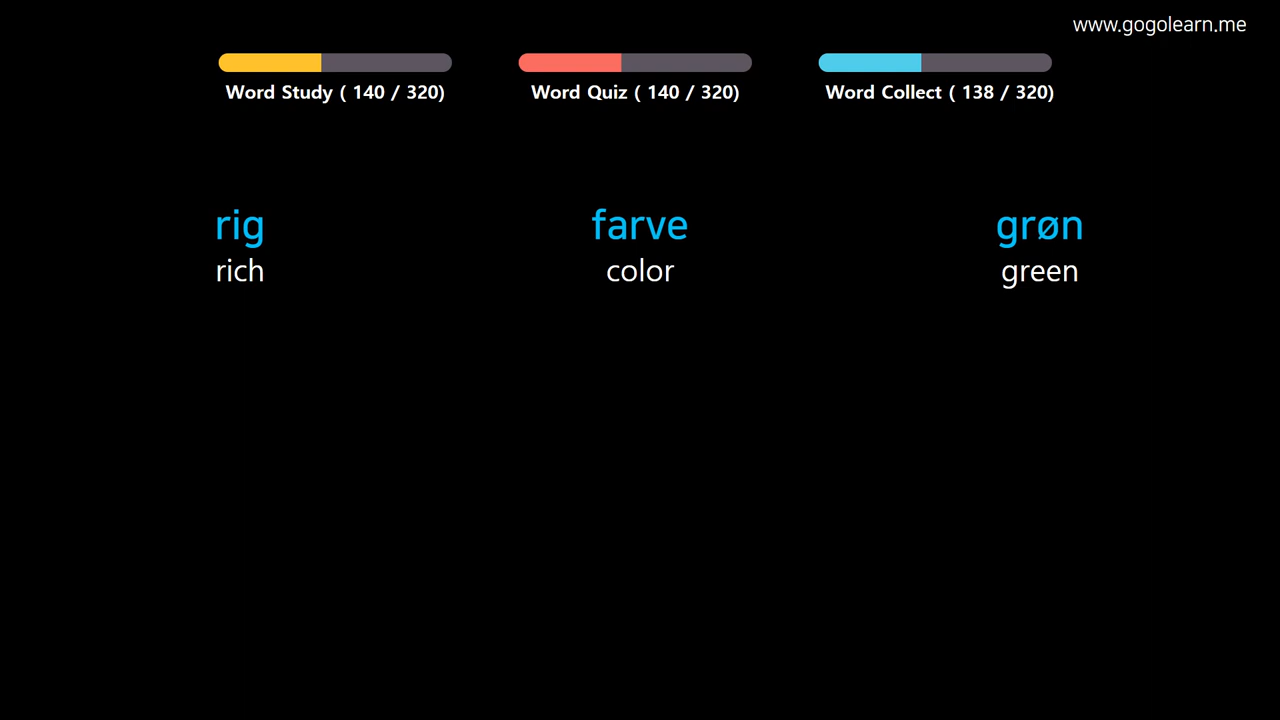 www.gogolearn.me
Word Study ( 140 / 320)
Word Quiz ( 140 / 320)
Word Collect ( 138 / 320)
rig
farve
grøn
rich
color
green